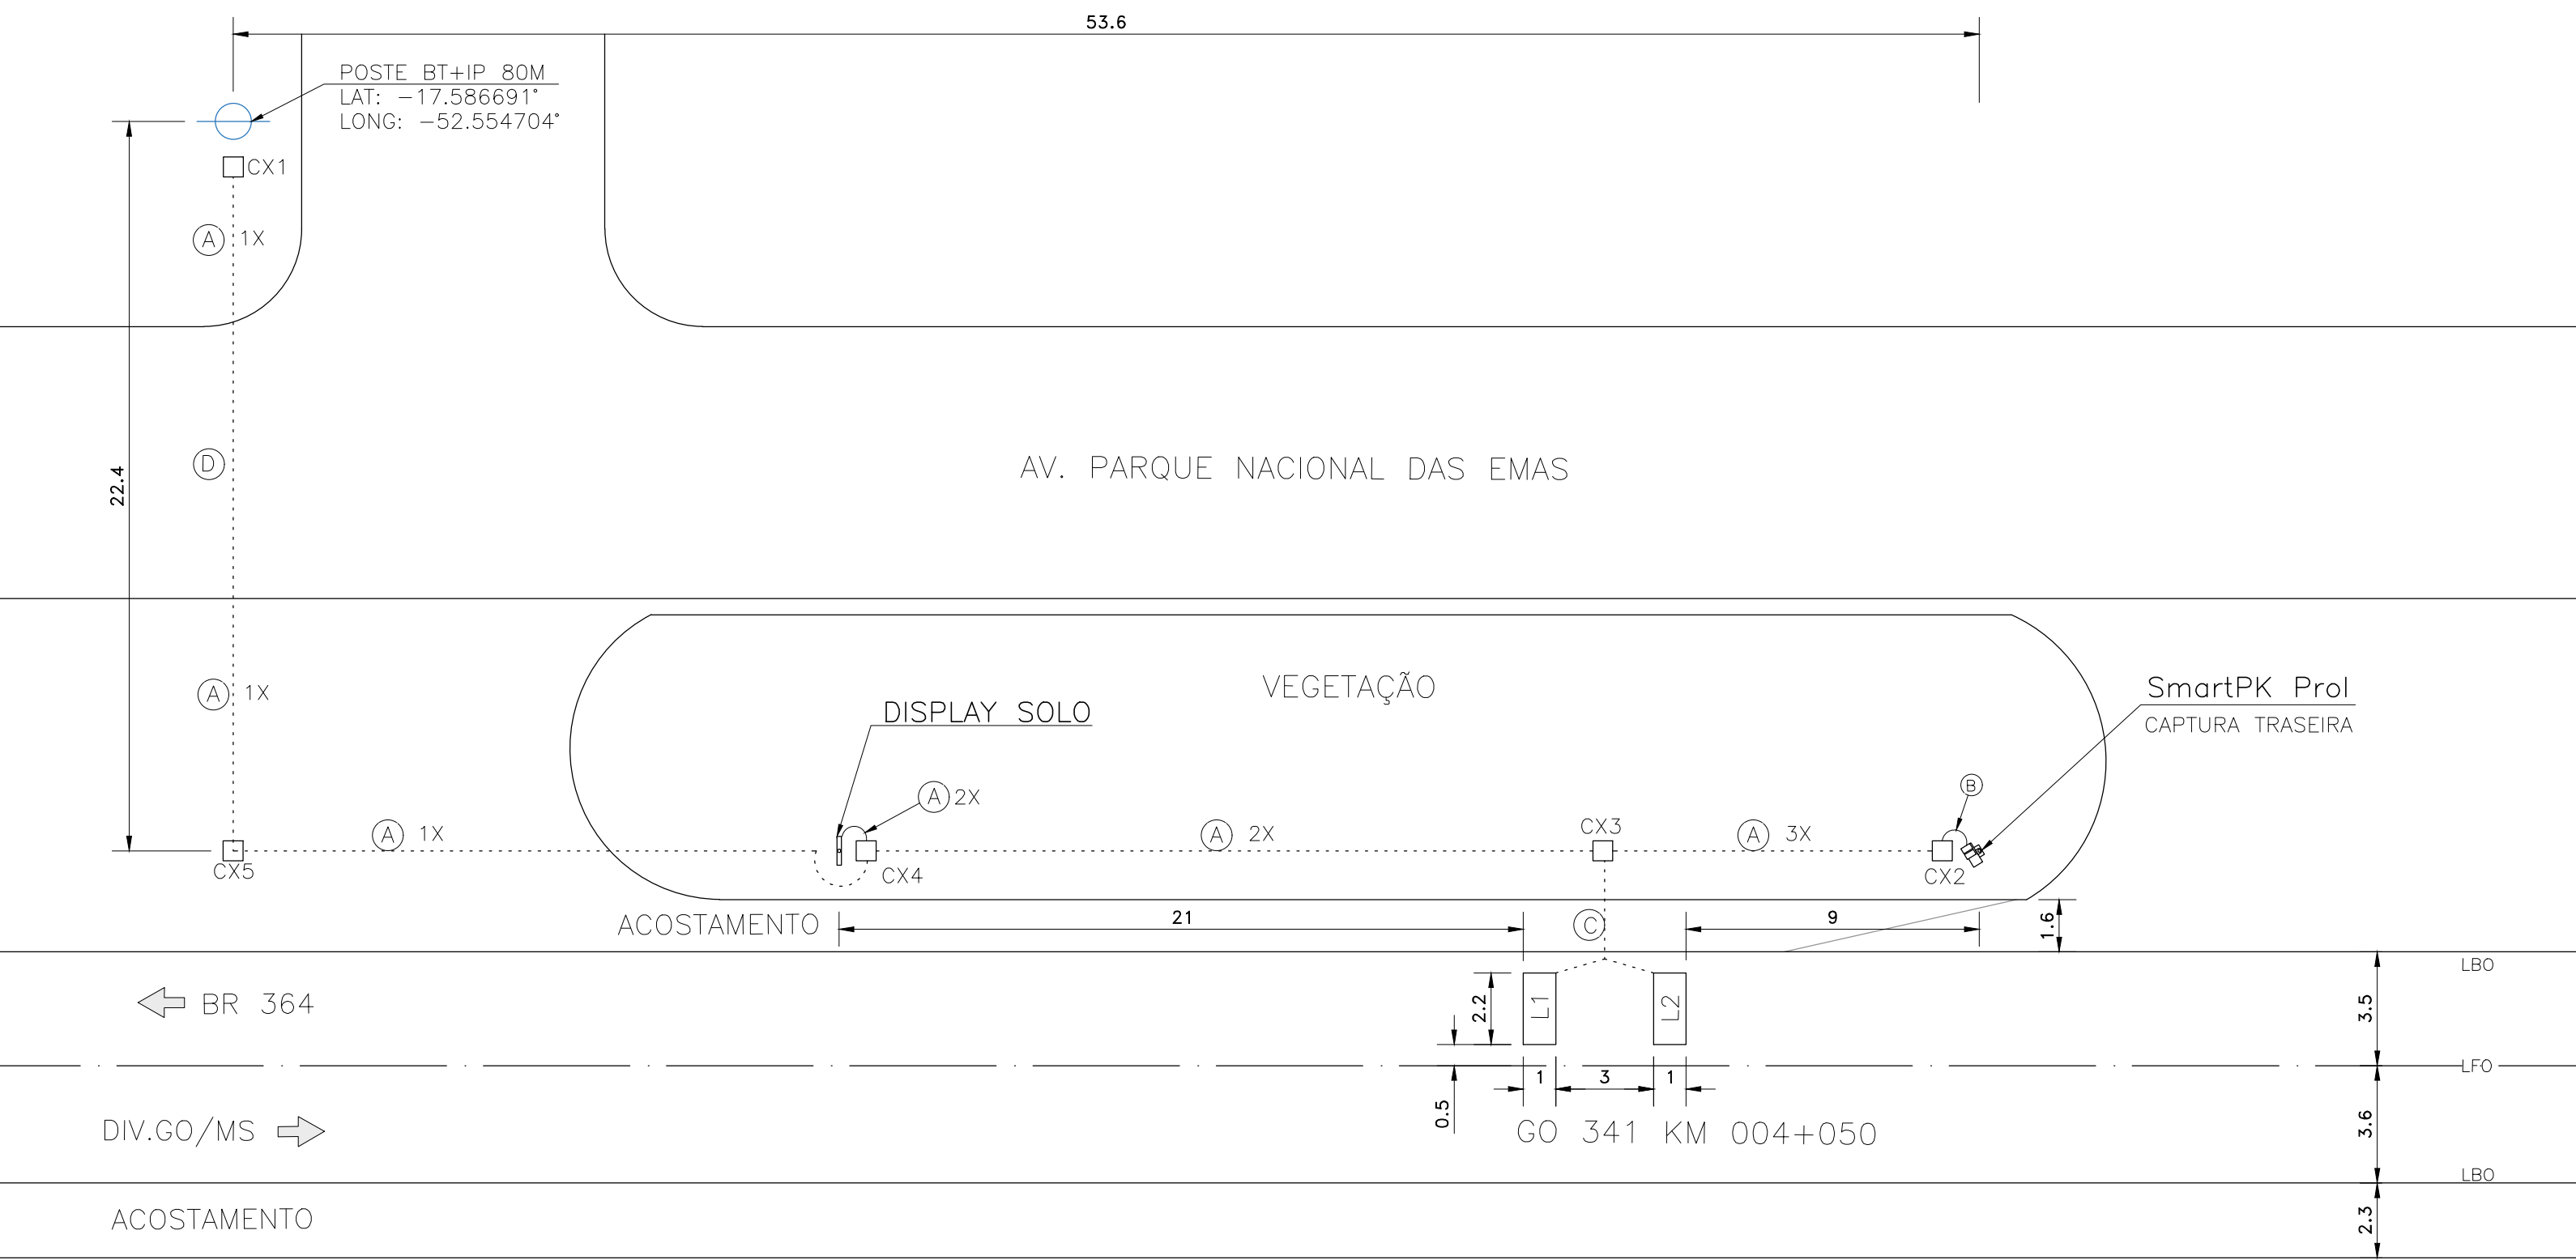 53.6
POSTE BT+IP 80M
LAT: -17.586691°
LONG: -52.554704°
CX1
A 1X
D
22.4
AV. PARQUE NACIONAL DAS EMAS
A 1X
VEGETAÇÃO
SmartPK ProI
CAPTURA TRASEIRA
DISPLAY SOLO
B
A 2X
A 1X
A 2X
CX3
A 3X
CX5
CX4
CX2
ACOSTAMENTO
21
C
9
1.6
LBO
BR 364
2.2
L1
L2
3.5
LFO
1
3
1
0.5
DIV.GO/MS
GO 341 KM 004+050
3.6
LBO
ACOSTAMENTO
2.3